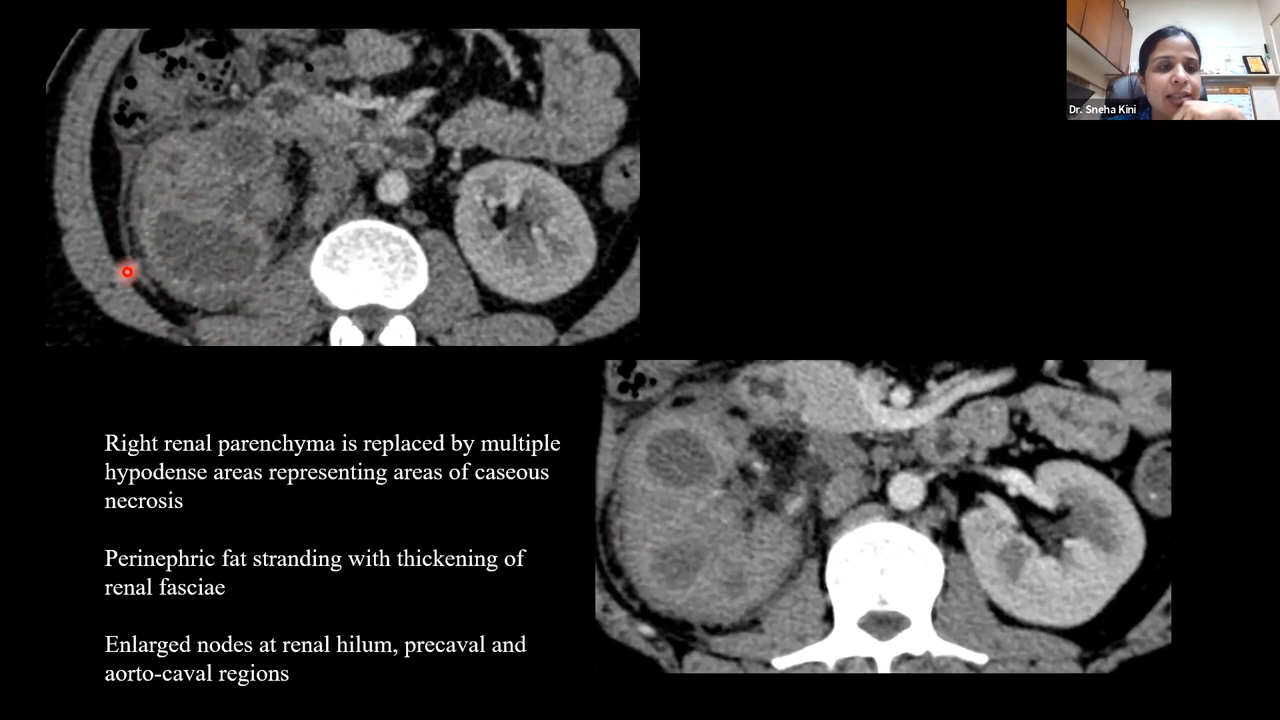 Dr. Sneha Kini
Right renal parenchyma is replaced by multiple
hypodense areas representing areas of caseous
necrosis
Perinephric fat stranding with thickening of
renal fasciae
Enlarged nodes at renal hilum, precaval and
aorto-caval regions